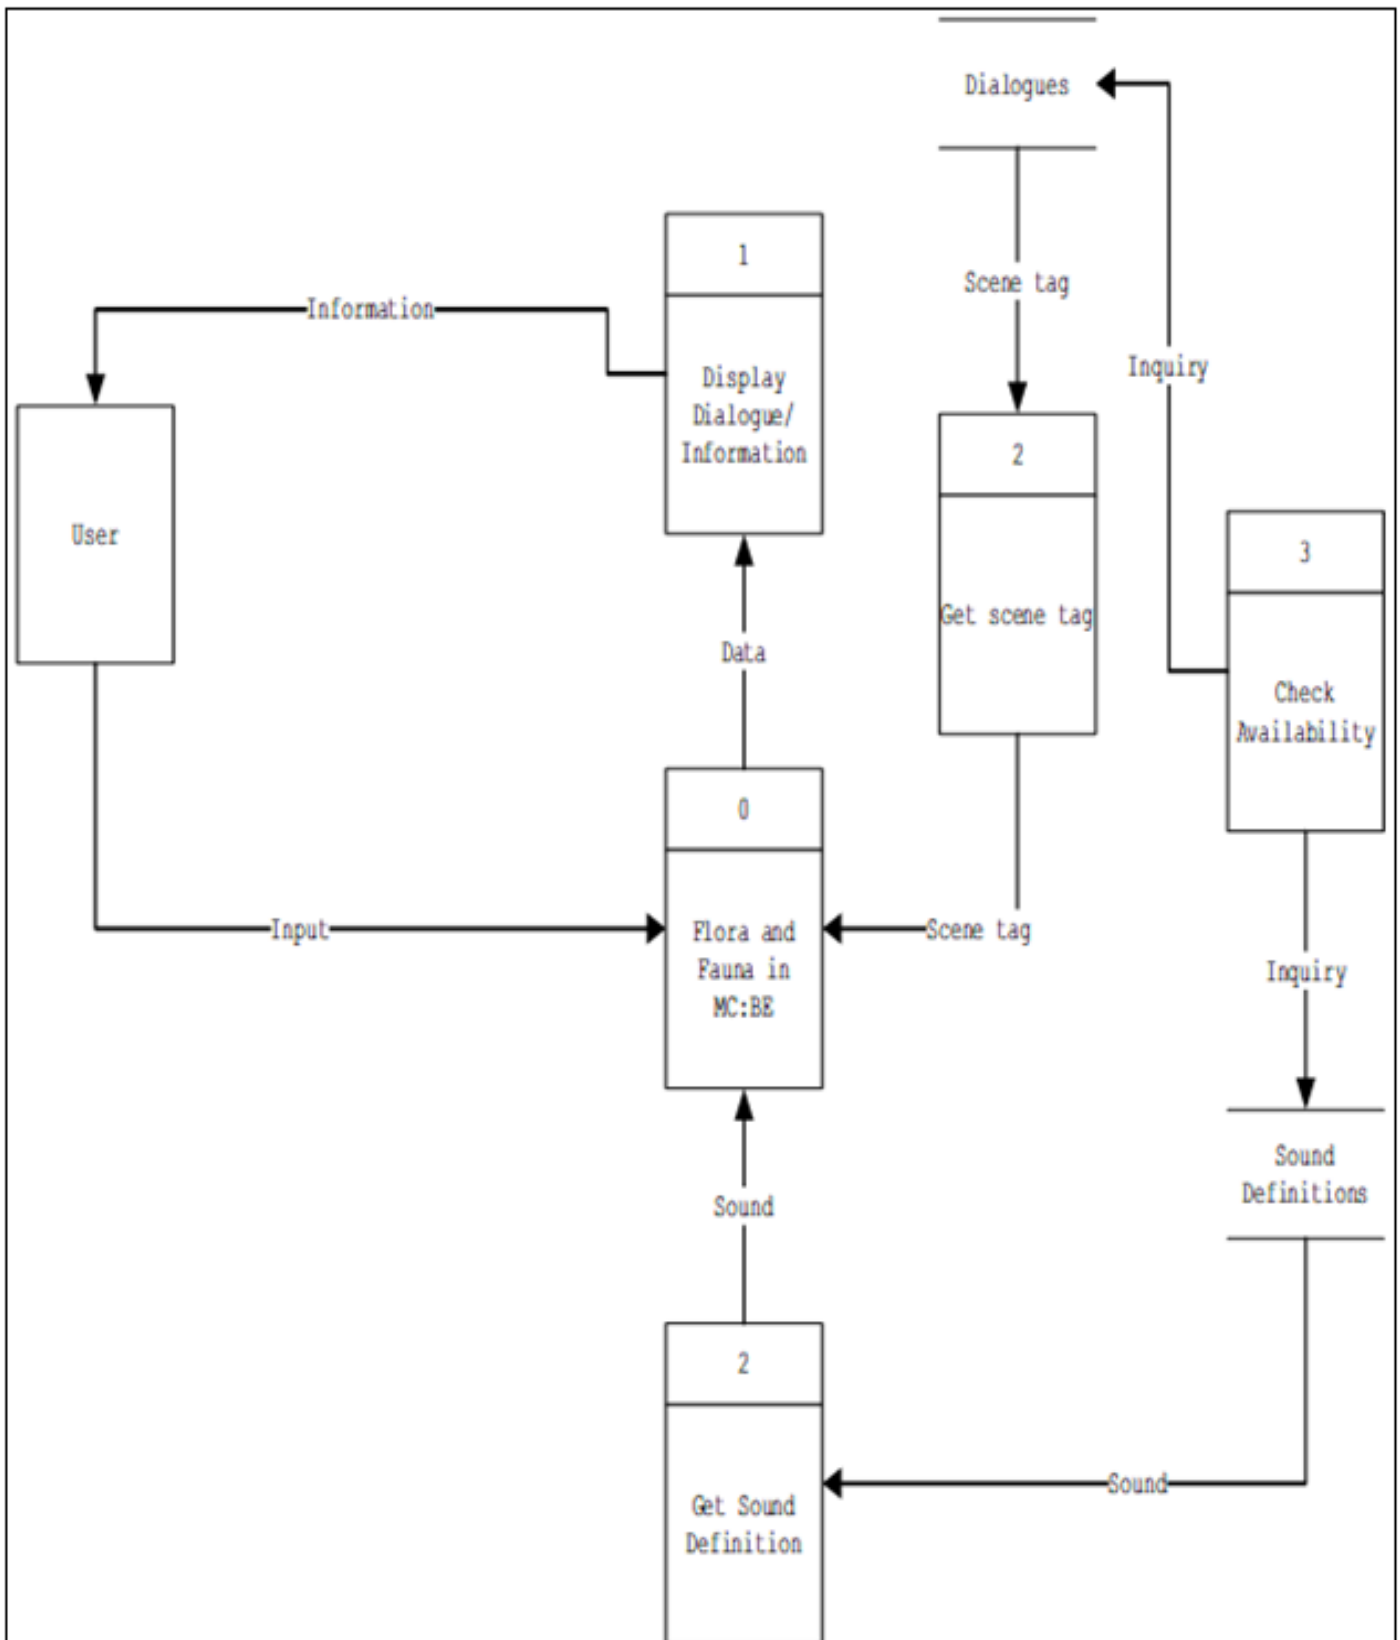 Dialogues
1
Scene tag
Information
Inquiry
Display
Dialogue/
Information
2
User
3
Get scene tag
Data
Check
Availability
0
Flora and
Fauna in
MC:BE
Input
Scene tag
Inquiry
Sound
Definitions
Sound
2
Sound
Get Sound
Definition